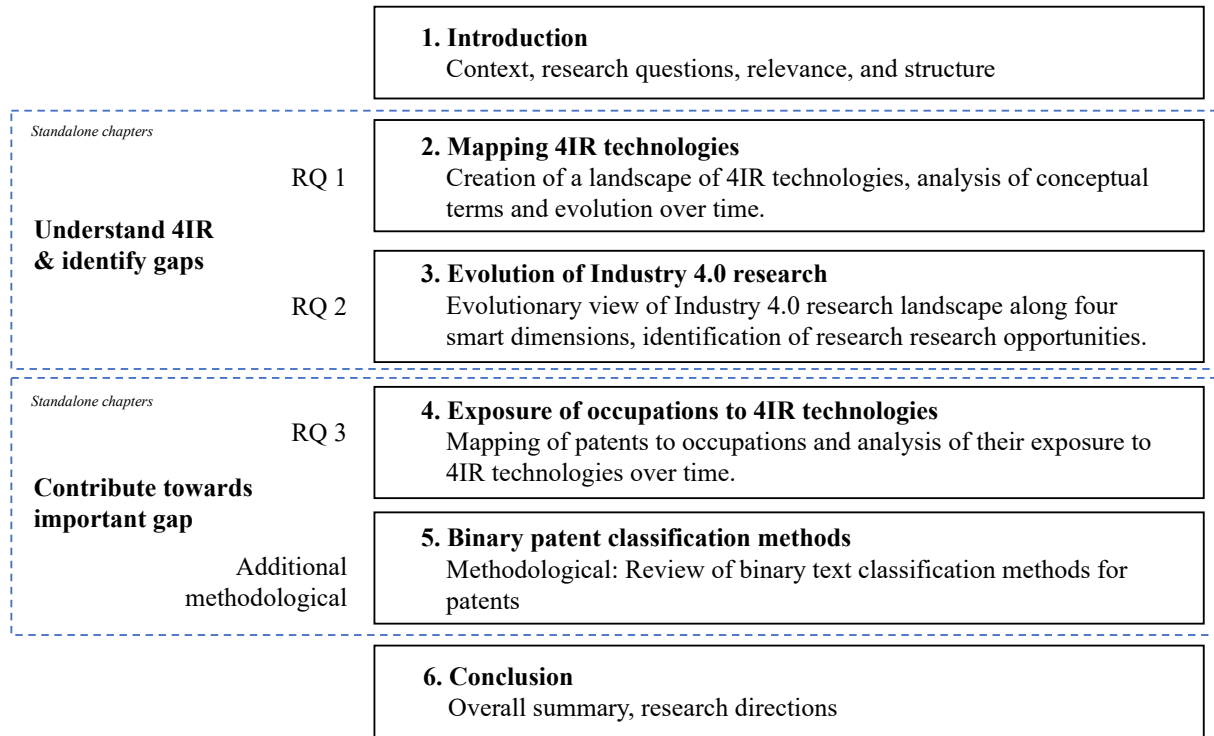 1. Introduction
Context, research questions, relevance, and structure
Standalone chapters
RQ 1
Understand 4IR
& identify gaps
RQ 2
2. Mapping 4IR technologies
Creation of a landscape of 4IR technologies, analysis of conceptual
terms and evolution over time.
3. Evolution of Industry 4.0 research
Evolutionary view of Industry 4.0 research landscape along four
smart dimensions, identification of research research opportunities.
Standalone chapters
RQ 3
Contribute towards
important gap
Additional
methodological
4. Exposure of occupations to 4IR technologies
Mapping of patents to occupations and analysis of their exposure to
4IR technologies over time.
5. Binary patent classification methods
Methodological: Review of binary text classification methods for
patents
6. Conclusion
Overall summary, research directions